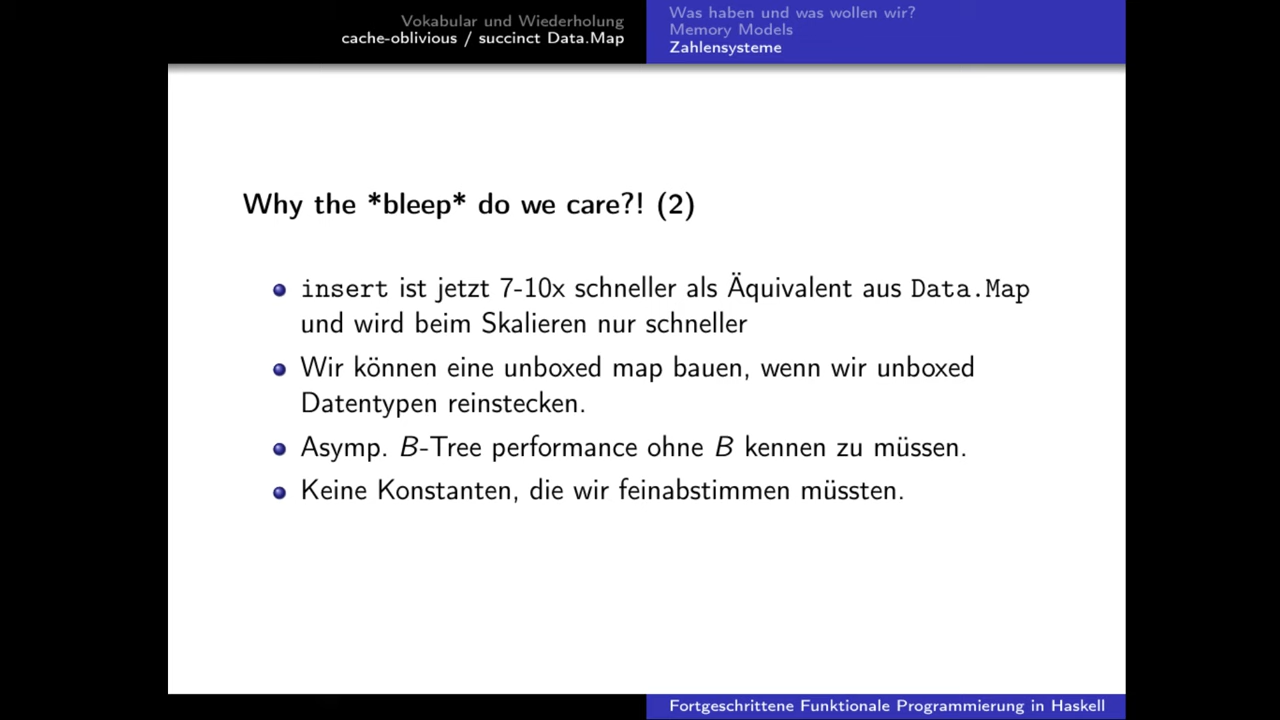 Vokabular und Wiederholung
cache-oblivious / succinct Data.Map
Was haben und was wollen wir?
Memory Models
Zahlensysteme
Why the *bleep* do we care?! (2)
insert ist jetzt 7-10x schneller als Äquivalent aus Data.Map
und wird beim Skalieren nur schneller
Wir können eine unboxed map bauen, wenn wir unboxed
Datentypen reinstecken.
Asymp. B-Tree performance ohne B kennen zu müssen.
Keine Konstanten, die wir feinabstimmen müssten.
Fortgeschrittene Funktionale Programmierung in Haskell